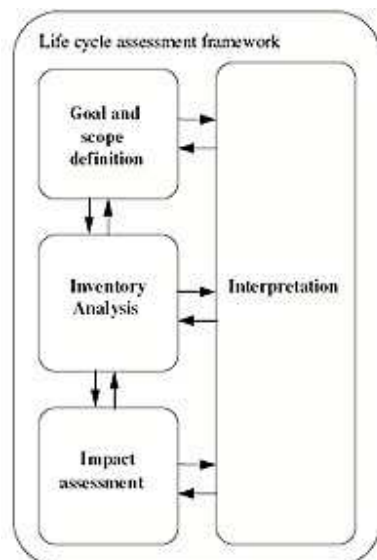 Life cycle assessment framework
Goal and
scope
definition
Inventory
Analysis
Interpretation
Impact
assessment